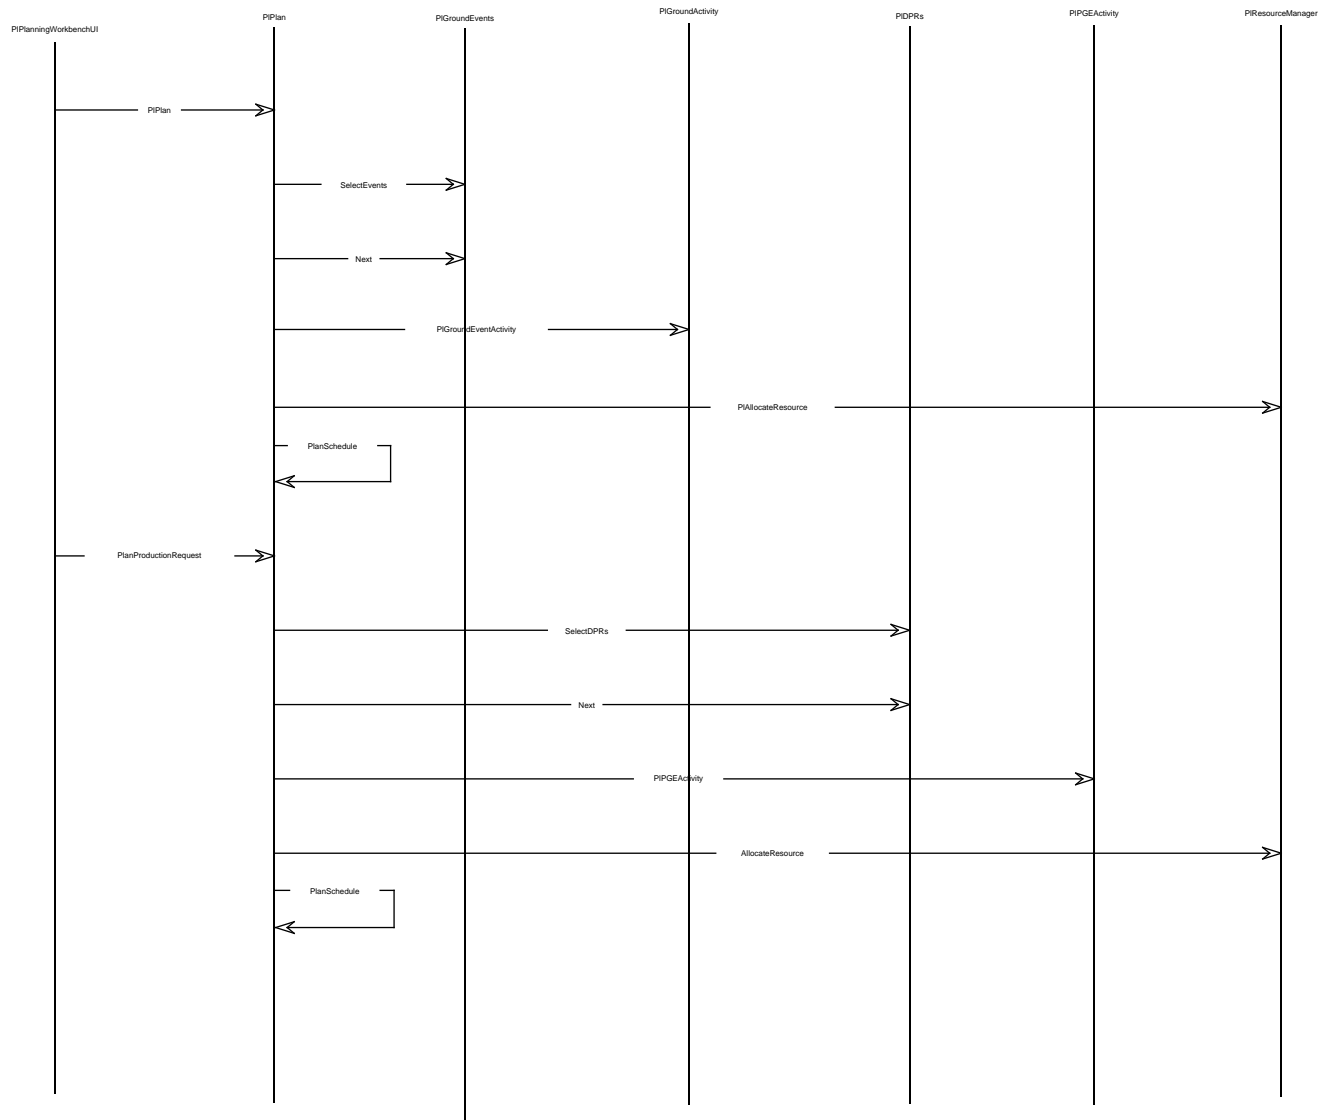 PlPlanningWorkbenchUI
PlPlan
PlGroundEvents
PlGroundActivity
PlDPRs
PlPGEActivity
PlResourceManager
PlPlan
SelectEvents
Next
PlGroundEventActivity
PlAllocateResource
PlanSchedule
PlanProductionRequest
SelectDPRs
Next
PlPGEActivity
AllocateResource
PlanSchedule